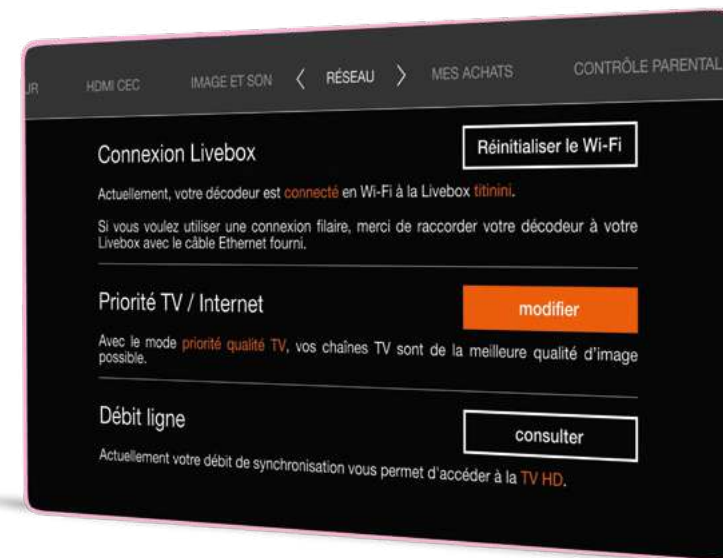 HDMI CEC IMAGE ET SON < RÉSEAU > MES ACHATS CONTRÔLE PARENTAL
Connexion Livebox
Réinitialiser le Wi-Fi
Actuellement, votre décodeur est connecté en Wi-Fi à la Livebox titinini.
Si vous voulez utiliser une connexion filaire, merci de raccorder votre décodeur à votre
Livebox avec le câble Ethernet fourni.
Priorité TV / Internet
modifier
Avec le mode priorité qualité TV, vos chaînes TV sont de la meilleure qualité d'image
possible.
Débit ligne
consulter
Actuellement votre débit de synchronisation vous permet d'accéder à la TV HD.